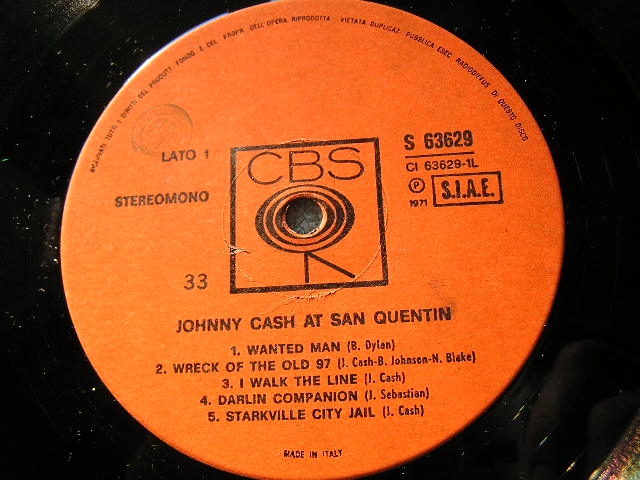 RISERVATI TUTTI I DIRITTI DEL PRODUTT. FONOG. E DEL PROPR. DELL'OPERA RIPRODOTTA - VIETATA DUPLICAZ. PUBBLICA ESEC. RADIODIFFUS. DI QUESTO DISCO
LATO 1
CBS
S 63629
CI 63629-1L
STEREOMONO
P 1971
S.I.A.E.
33
JOHNNY CASH AT SAN QUENTIN
1. WANTED MAN (B. Dylan)
2. WRECK OF THE OLD 97 (J. Cash-B. Johnson-N. Blake)
3. I WALK THE LINE (J. Cash)
4. DARLIN COMPANION (J. Sebastian)
5. STARKVILLE CITY JAIL (J. Cash)
MADE IN ITALY